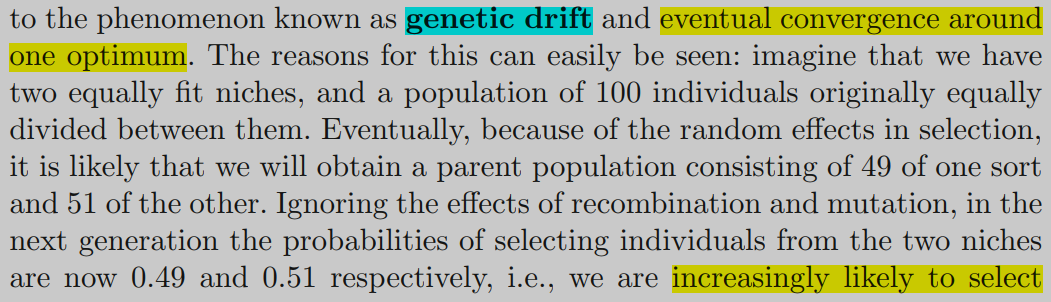 to the phenomenon known as genetic drift and eventual convergence around
one optimum. The reasons for this can easily be seen: imagine that we have
two equally fit niches, and a population of 100 individuals originally equally
divided between them. Eventually, because of the random effects in selection,
it is likely that we will obtain a parent population consisting of 49 of one sort
and 51 of the other. Ignoring the effects of recombination and mutation, in the
next generation the probabilities of selecting individuals from the two niches
are now 0.49 and 0.51 respectively, i.e., we are increasingly likely to select